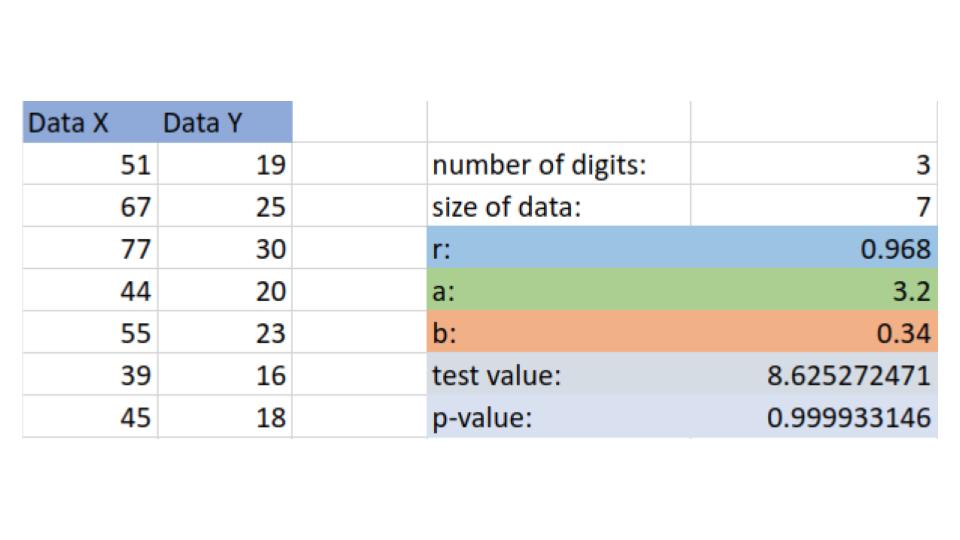 Data X Data Y
51 19 number of digits: 3
67 25 size of data: 7
77 30 r: 0.968
44 20 a: 3.2
55 23 b: 0.34
39 16 test value: 8.625272471
45 18 p-value: 0.999933146